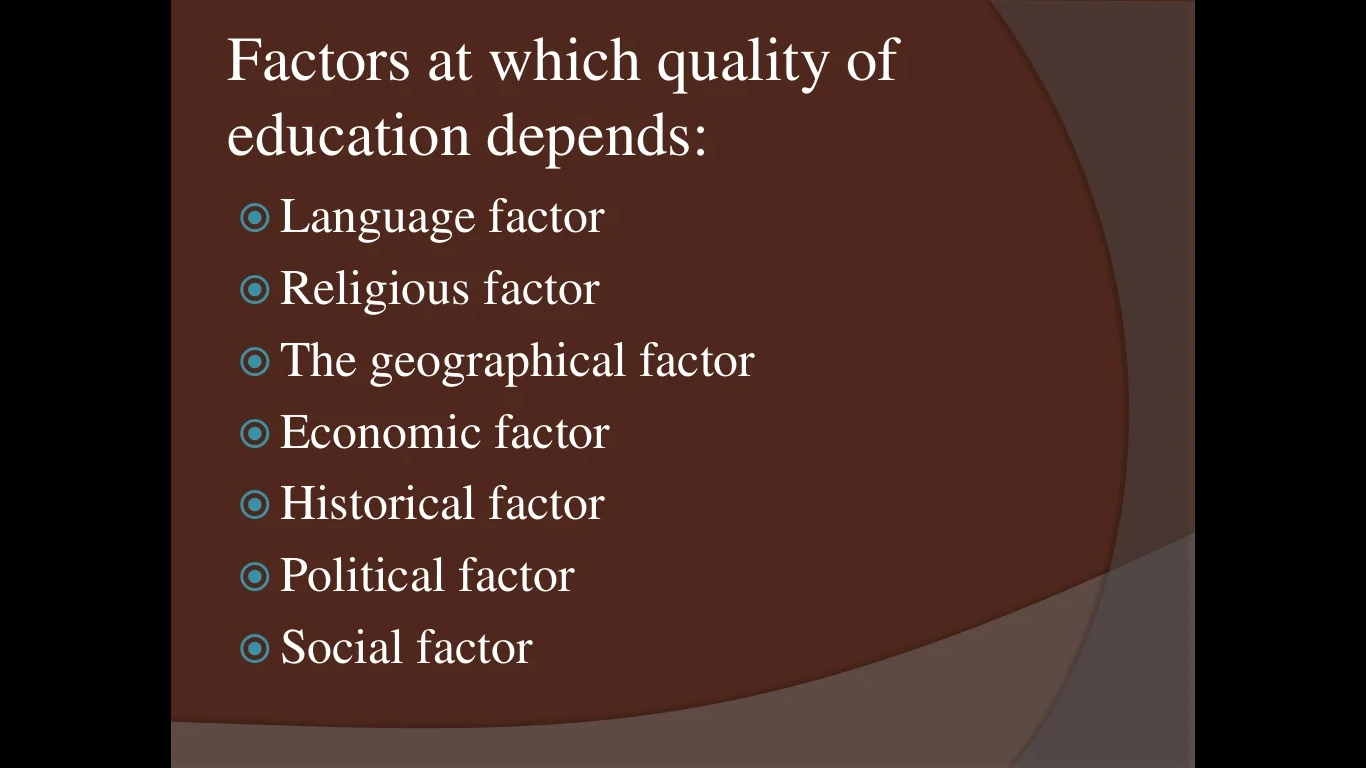 Factors at which quality of
education depends:
Language factor
Religious factor
The geographical factor
Economic factor
Historical factor
Political factor
Social factor